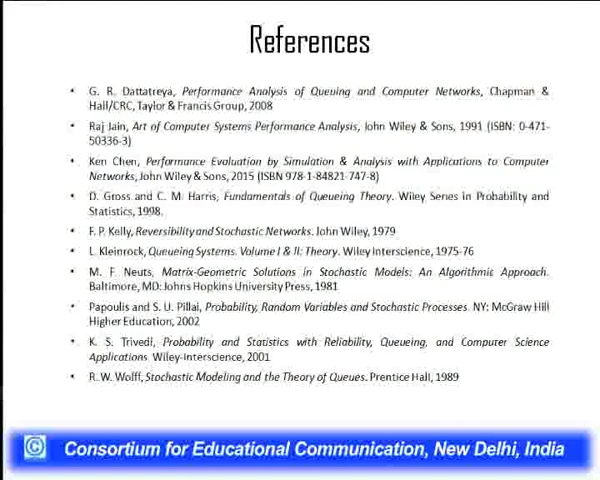 References
• G. R. Dattatreya, Performance Analysis of Queuing and Computer Networks, Chapman &
Hall/CRC, Taylor & Francis Group, 2008
• Raj Jain, Art of Computer Systems Performance Analysis, John Wiley & Sons, 1991 (ISBN: 0-471-
50336-3)
• Ken Chen, Performance Evaluation by Simulation & Analysis with Applications to Computer
Networks, John Wiley & Sons, 2015 (ISBN 978-1-84821-747-8)
• D. Gross and C. M. Harris, Fundamentals of Queueing Theory. Wiley Series in Probability and
Statistics, 1998.
• F. P. Kelly, Reversibility and Stochastic Networks. John Wiley, 1979
• L. Kleinrock, Queueing Systems. Volume I & II: Theory. Wiley Interscience, 1975-76
• M. F. Neuts, Matrix-Geometric Solutions in Stochastic Models: An Algorithmic Approach.
Baltimore, MD: Johns Hopkins University Press, 1981
• Papoulis and S. U. Pillai, Probability, Random Variables and Stochastic Processes. NY: McGraw Hill
Higher Education, 2002
• K. S. Trivedi, Probability and Statistics with Reliability, Queueing, and Computer Science
Applications. Wiley-Interscience, 2001
• R. W. Wolff, Stochastic Modeling and the Theory of Queues. Prentice Hall, 1989
© Consortium for Educational Communication, New Delhi, India